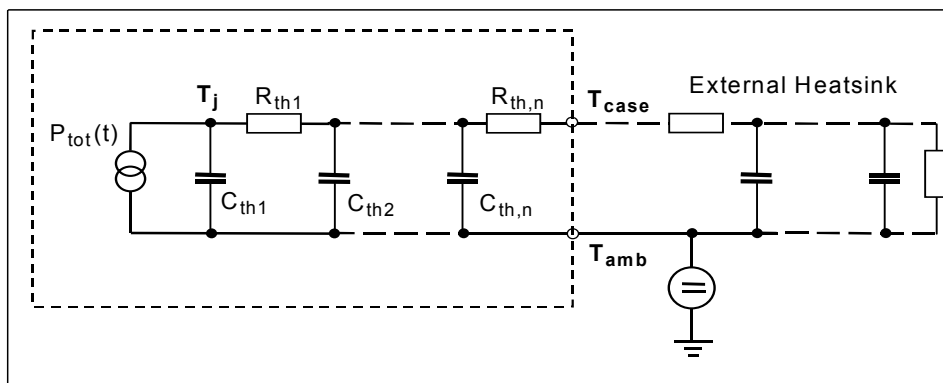 External Heatsink
T_j
R_th1
R_th,n
T_case
P_tot(t)
C_th1
C_th2
C_th,n
T_amb